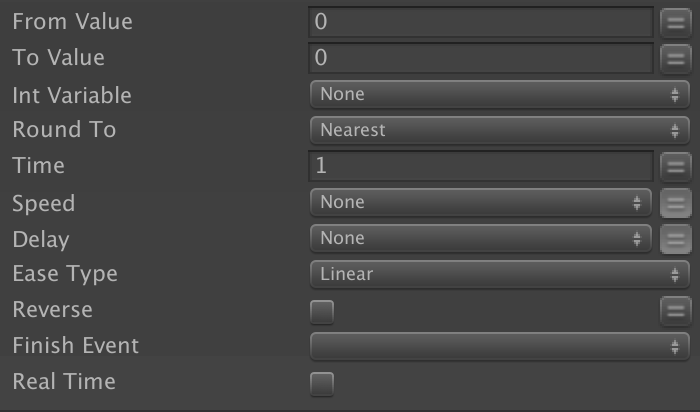 From Value 0
To Value 0
Int Variable None
Round To Nearest
Time 1
Speed None
Delay None
Ease Type Linear
Reverse
Finish Event
Real Time